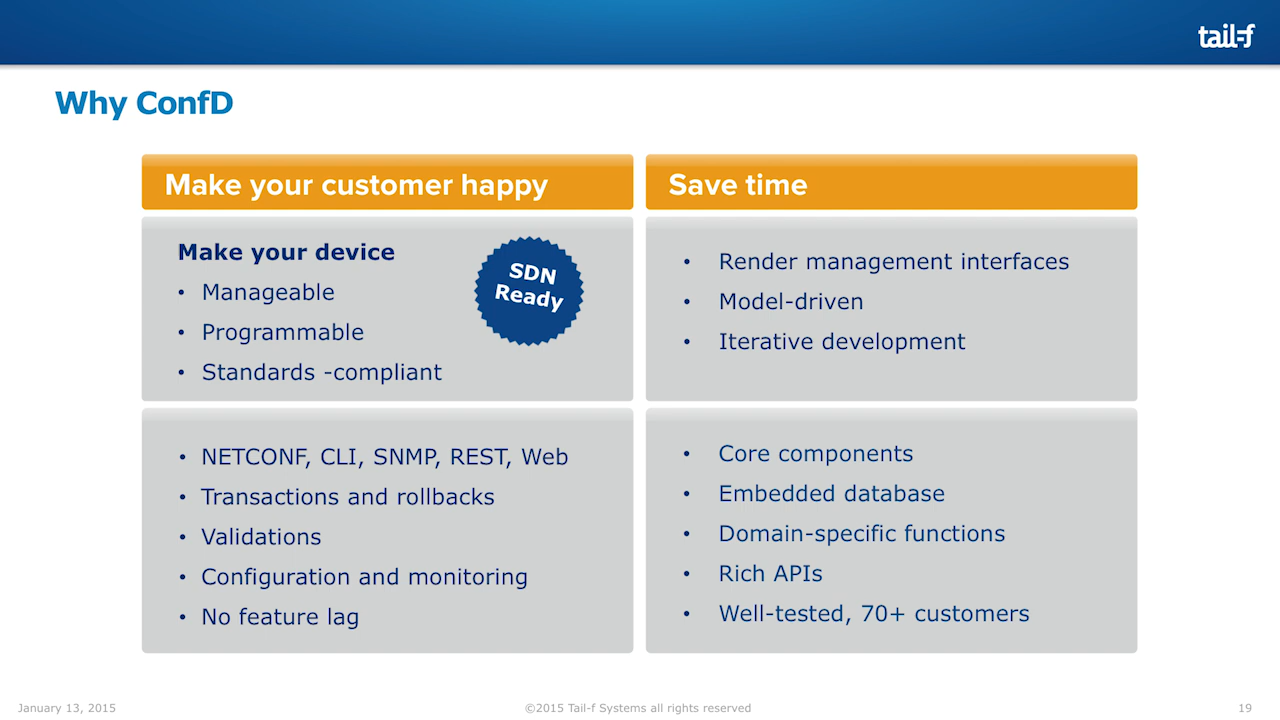 tail-f
Why ConfD
Make your customer happy
Make your device
• Manageable
• Programmable
• Standards -compliant
SDN
Ready
• NETCONF, CLI, SNMP, REST, Web
• Transactions and rollbacks
• Validations
• Configuration and monitoring
• No feature lag
Save time
• Render management interfaces
• Model-driven
• Iterative development
• Core components
• Embedded database
• Domain-specific functions
• Rich APIs
• Well-tested, 70+ customers
January 13, 2015
©2015 Tail-f Systems all rights reserved
19